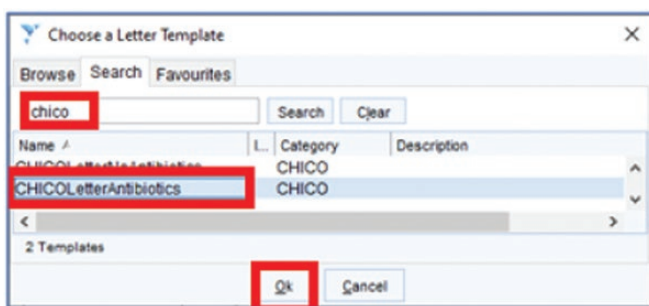 Choose a Letter Template
Browse Search Favourites
chico Search Clear
Name I... Category Description
CHICOLetterNoAntibiotics CHICO
CHICOLetterAntibiotics CHICO
2 Templates
Ok Cancel